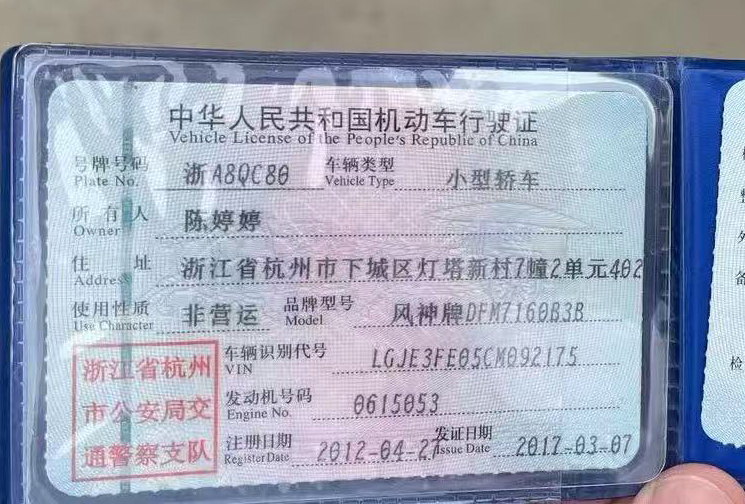 中华人民共和国机动车行驶证
Vehicle License of the People's Republic of China
号牌号码 浙A8QC80 车辆类型 小型轿车
Plate No. Vehicle Type
所有人 陈婷婷
Owner
住址 浙江省杭州市下城区灯塔新村7幢2单元402
Address
使用性质 非营运 品牌型号 风神牌DFM7160B3B
Use Character Model
浙江省杭州
市公安局交
通警察支队
车辆识别代号 LGJE3FE05CM092175
VIN
发动机号码 0615053
Engine No.
注册日期 2012-04-27 发证日期 2017-03-07
Register Date Issue Date
备
检